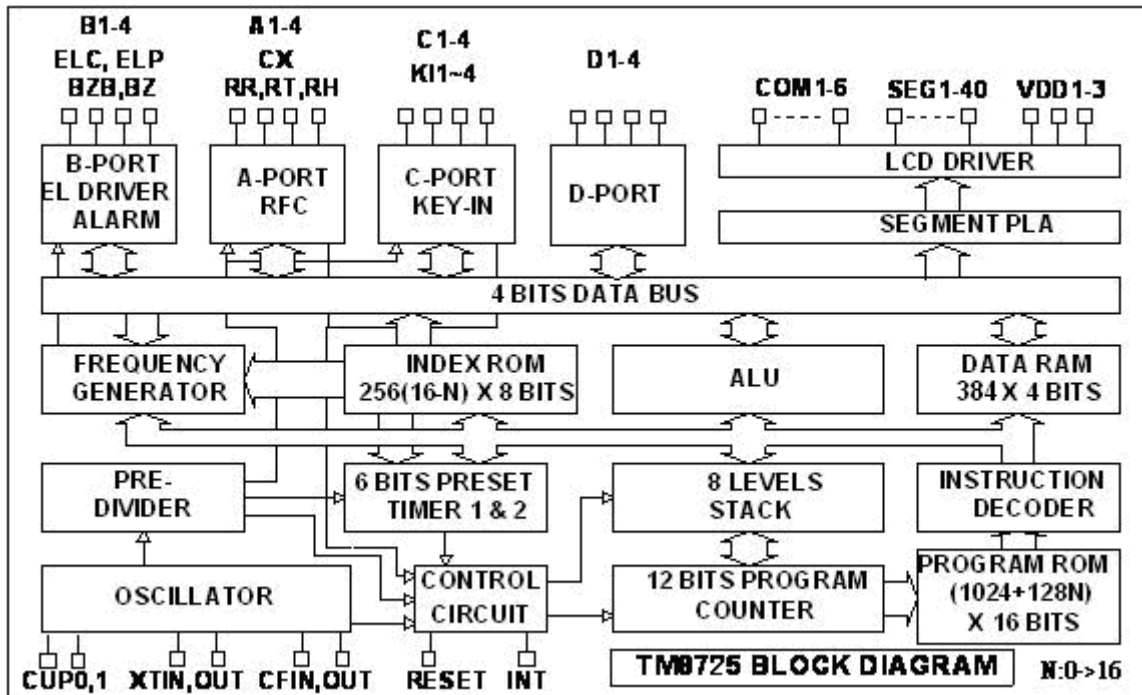 B1-4
ELC, ELP
BZB,BZ
A1-4
CX
RR,RT,RH
C1-4
KI1~4
D1-4
COM1-6
SEG1-40
VDD1-3
B-PORT
EL DRIVER
ALARM
A-PORT
RFC
C-PORT
KEY-IN
D-PORT
LCD DRIVER
SEGMENT PLA
4 BITS DATA BUS
FREQUENCY
GENERATOR
INDEX ROM
256(16-N) X 8 BITS
ALU
DATA RAM
384 X 4 BITS
PRE-
DIVIDER
6 BITS PRESET
TIMER 1 & 2
8 LEVELS
STACK
INSTRUCTION
DECODER
OSCILLATOR
CONTROL
CIRCUIT
12 BITS PROGRAM
COUNTER
PROGRAM ROM
(1024+128N)
X 16 BITS
CUP0,1
XTIN,OUT
CFIN,OUT
RESET
INT
TM8725 BLOCK DIAGRAM
N:0->16